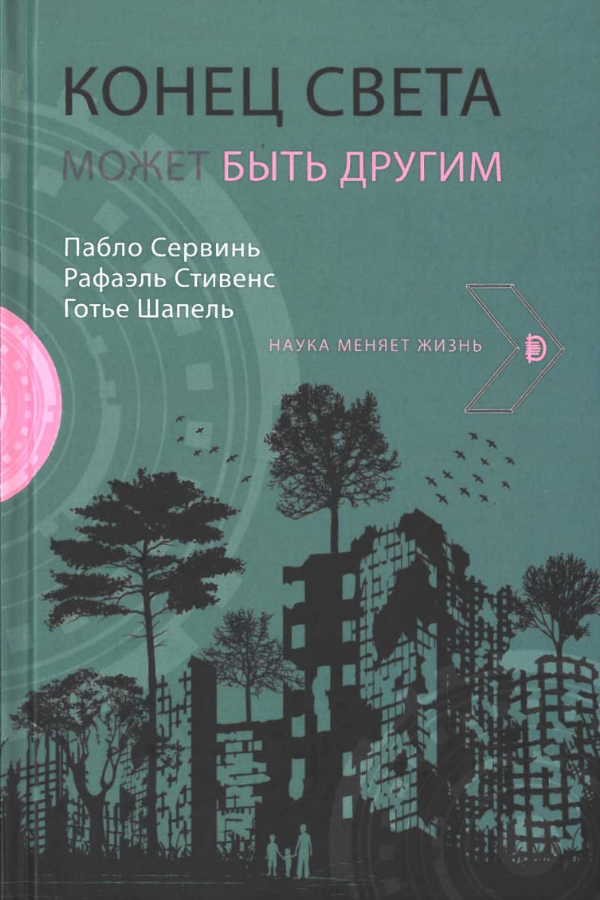 КОНЕЦ СВЕТА
МОЖЕТ БЫТЬ ДРУГИМ
Пабло Сервинь
Рафаэль Стивенс
Готье Шапель
НАУКА МЕНЯЕТ ЖИЗНЬ